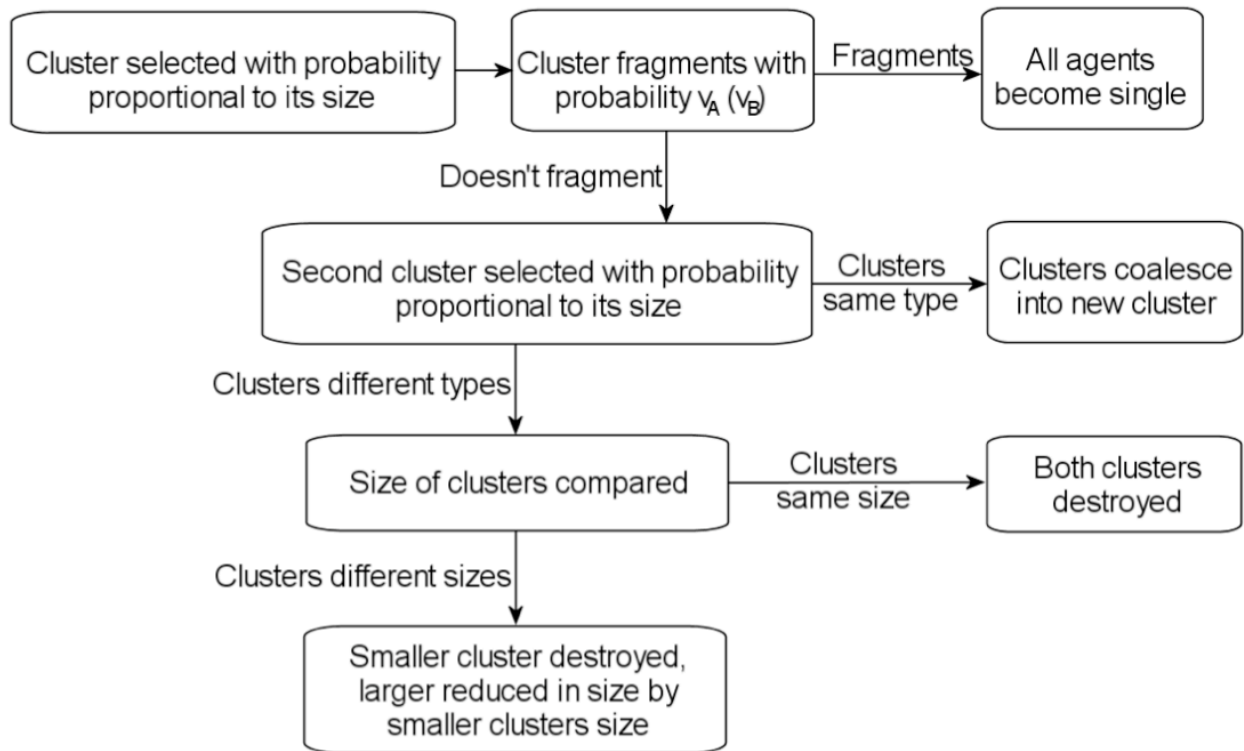 Cluster selected with probability
proportional to its size
Cluster fragments with
probability vA (vB)
Fragments
All agents
become single
Doesn't fragment
Second cluster selected with probability
proportional to its size
Clusters
same type
Clusters coalesce
into new cluster
Clusters different types
Size of clusters compared
Clusters
same size
Both clusters
destroyed
Clusters different sizes
Smaller cluster destroyed,
larger reduced in size by
smaller clusters size